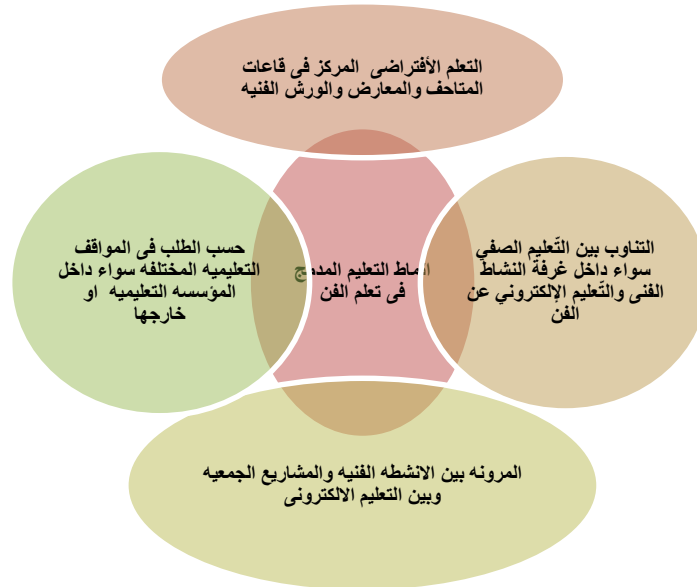 التعلم الأفتراضى المركز فى قاعات
المتاحف والمعارض والورش الفنيه
التناوب بين التّعليم الصفي
سواء داخل غرفة النشاط
الفنى والتّعليم الإلكتروني عن
الفن
انماط التعليم المدمج
فى تعلم الفن
حسب الطلب فى المواقف
التعليميه المختلفه سواء داخل
المؤسسه التعليميه او
خارجها
المرونه بين الانشطه الفنيه والمشاريع الجمعيه
وبين التعليم الالكترونى